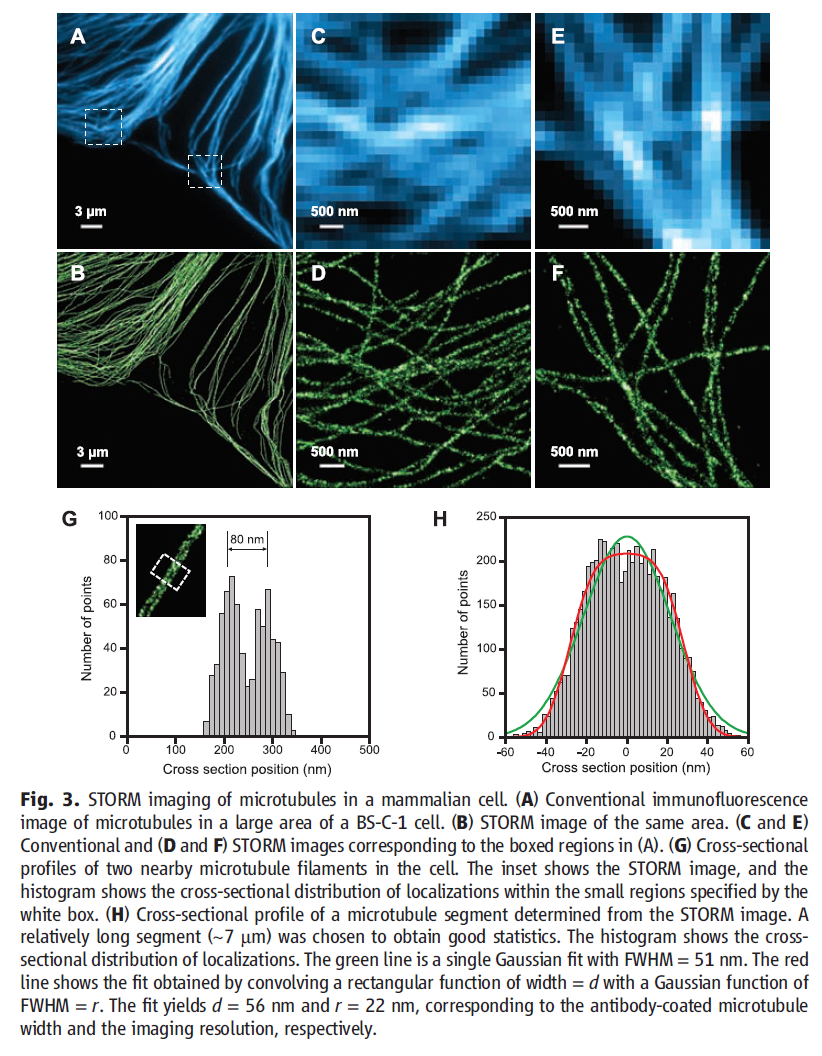 A
C
E
3 µm
500 nm
500 nm
B
D
F
3 µm
500 nm
500 nm
G
100
80
60
40
20
0
Number of points
80 nm
0 100 200 300 400 500
Cross section position (nm)
H
250
200
150
100
50
0
Number of points
-60 -40 -20 0 20 40 60
Cross section position (nm)
Fig. 3. STORM imaging of microtubules in a mammalian cell. (A) Conventional immunofluorescence
image of microtubules in a large area of a BS-C-1 cell. (B) STORM image of the same area. (C and E)
Conventional and (D and F) STORM images corresponding to the boxed regions in (A). (G) Cross-sectional
profiles of two nearby microtubule filaments in the cell. The inset shows the STORM image, and the
histogram shows the cross-sectional distribution of localizations within the small regions specified by the
white box. (H) Cross-sectional profile of a microtubule segment determined from the STORM image. A
relatively long segment (~7 µm) was chosen to obtain good statistics. The histogram shows the cross-
sectional distribution of localizations. The green line is a single Gaussian fit with FWHM = 51 nm. The red
line shows the fit obtained by convolving a rectangular function of width = d with a Gaussian function of
FWHM = r. The fit yields d = 56 nm and r = 22 nm, corresponding to the antibody-coated microtubule
width and the imaging resolution, respectively.